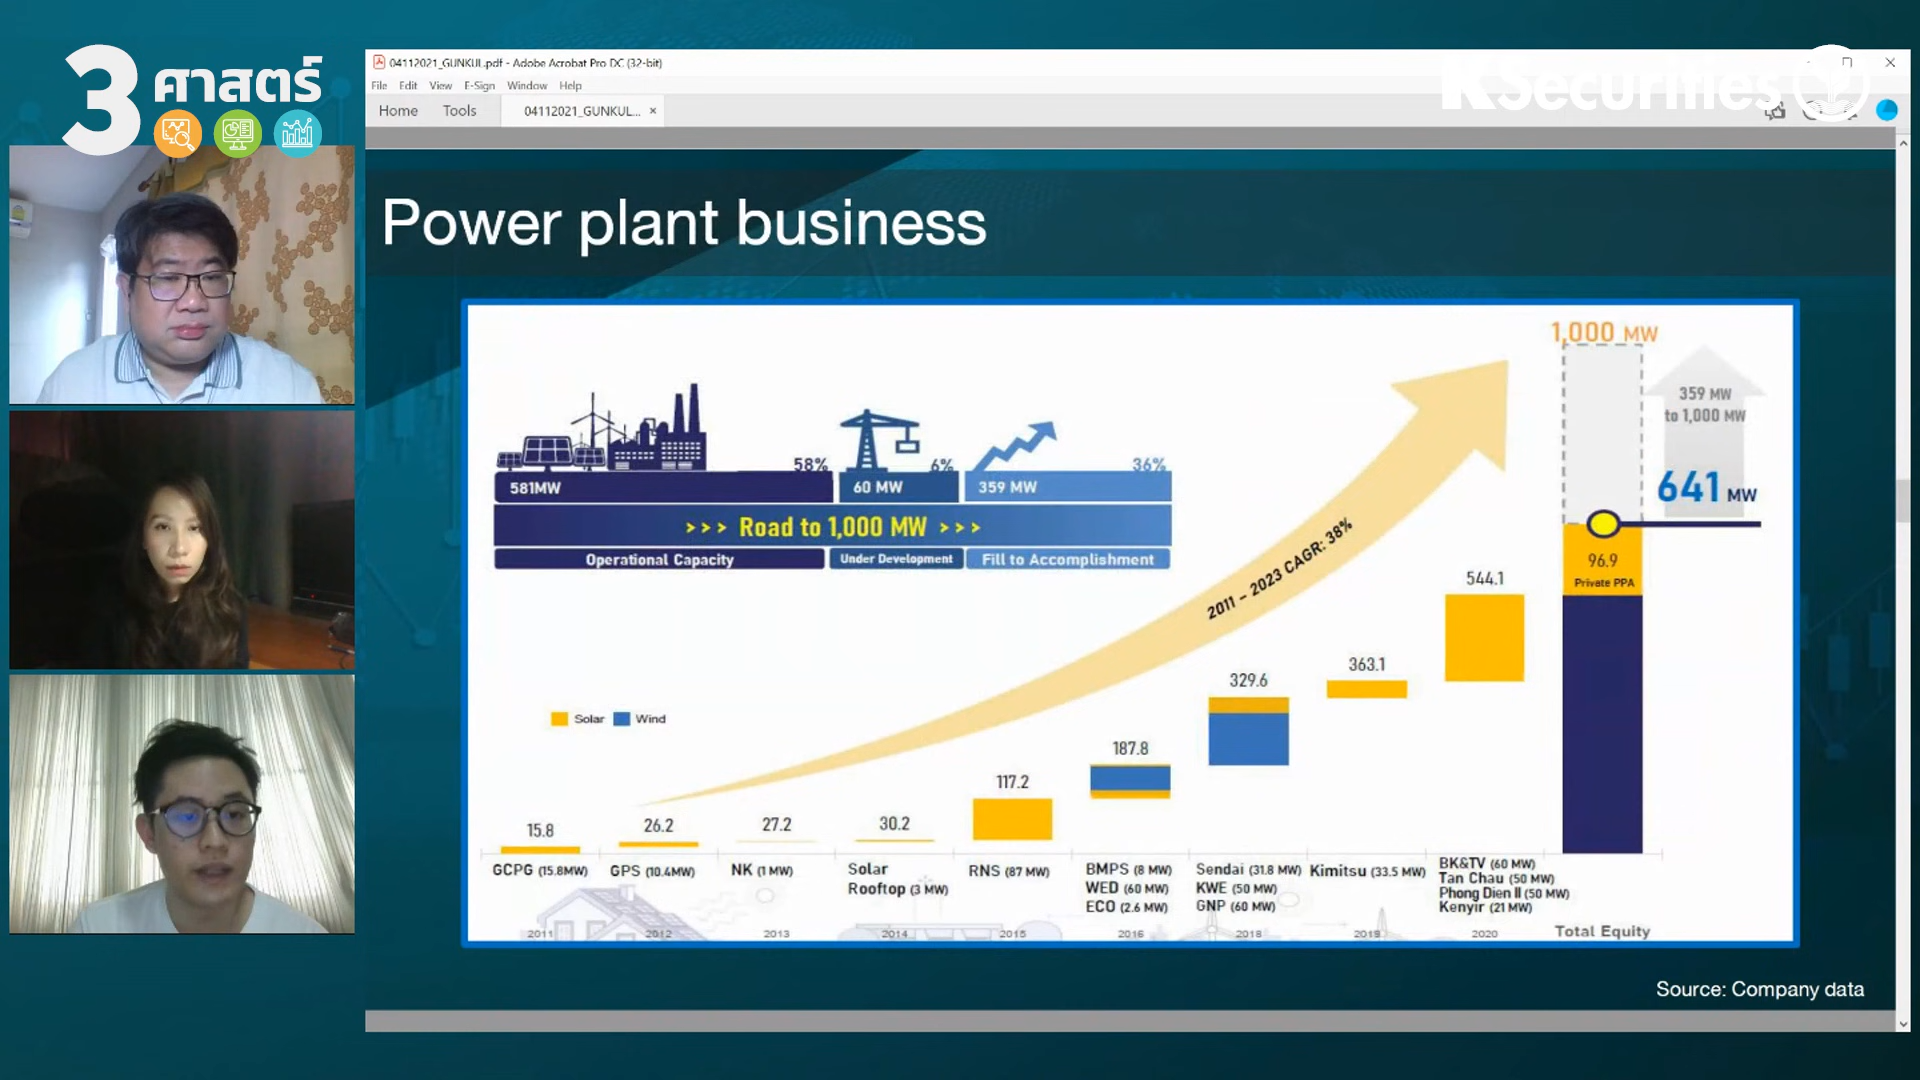 3 ศาสตร์
04112021_GUNKUL.pdf - Adobe Acrobat Pro DC (32-bit)
File Edit View E-Sign Window Help
Home Tools 04112021_GUNKUL... ×
KSecurities
Power plant business
1,000 MW
359 MW
to 1,000 MW
641 MW
58% 6% 36%
581MW 60 MW 359 MW
>>> Road to 1,000 MW >>>
Operational Capacity Under Development Fill to Accomplishment
2011 – 2023 CAGR: 38%
96.9
Private PPA
544.1
363.1
329.6
187.8
117.2
30.2
27.2
26.2
15.8
Solar Wind
GCPG (15.8MW)
GPS (10.4MW)
NK (1 MW)
Solar
Rooftop (3 MW)
RNS (87 MW)
BMPS (8 MW)
WED (60 MW)
ECO (2.6 MW)
Sendai (31.8 MW)
KWE (50 MW)
GNP (60 MW)
Kimitsu (33.5 MW)
BK&TV (60 MW)
Tan Chau (50 MW)
Phong Dien II (50 MW)
Kenyir (21 MW)
2011 2012 2013 2014 2015 2016 2018 2019 2020 Total Equity
Source: Company data